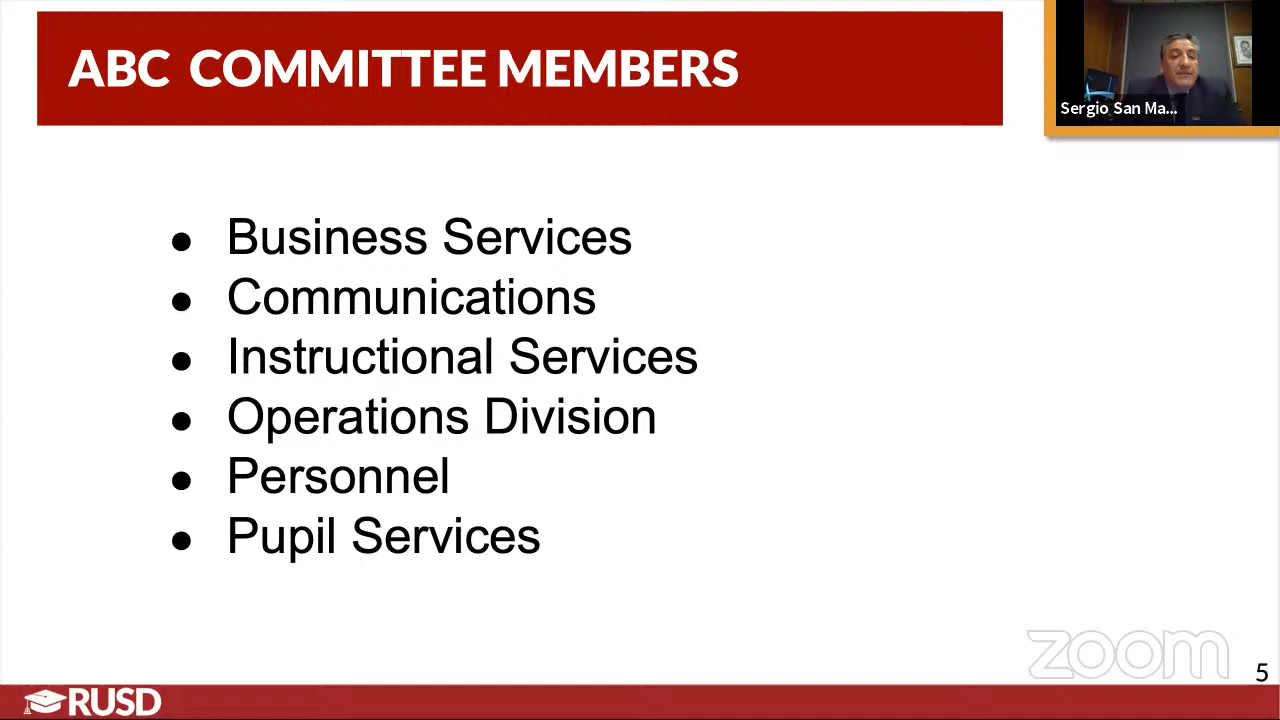 ABC COMMITTEE MEMBERS
Sergio San Ma...
● Business Services
● Communications
● Instructional Services
● Operations Division
● Personnel
● Pupil Services
zoom
5
RUSD